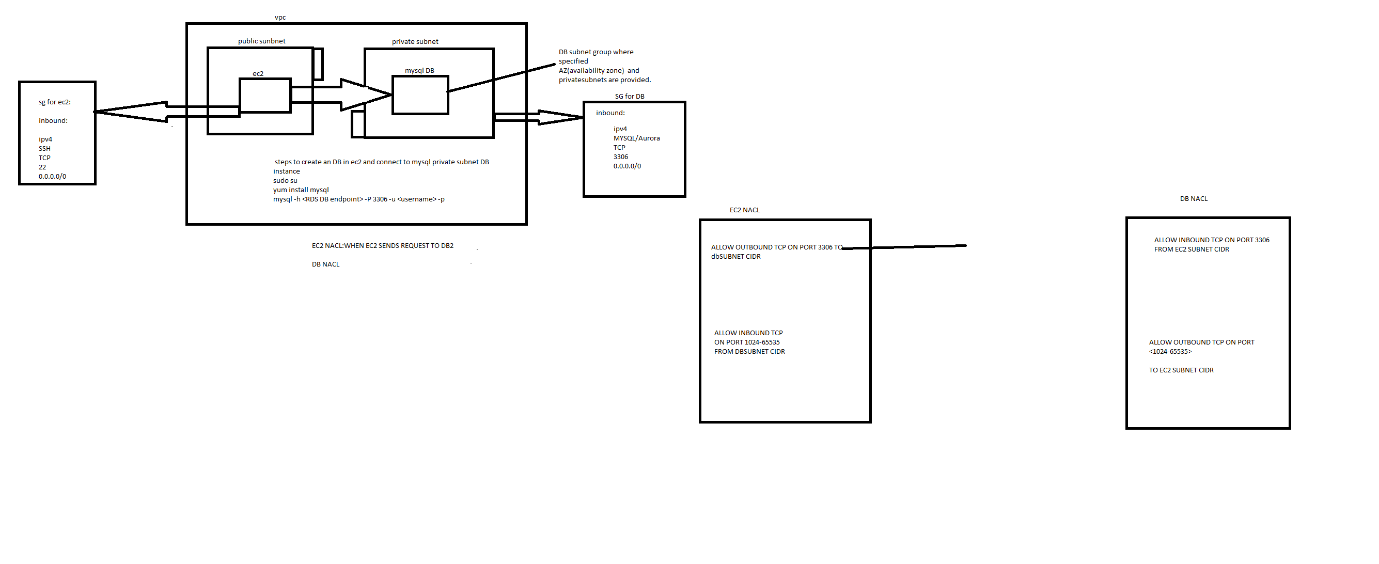 vpc
public sunbnet
private subnet
ec2
mysql DB
DB subnet group where
specified
AZ(availability zone) and
privatesubnets are provided.
sg for ec2:
inbound:
ipv4
SSH
TCP
22
0.0.0.0/0
SG for DB
inbound:
ipv4
MYSQL/Aurora
TCP
3306
0.0.0.0/0
steps to create an DB in ec2 and connect to mysql private subnet DB
instance
sudo su
yum install mysql
mysql -h <RDS DB endpoint> -P 3306 -u <username> -p
EC2 NACL:WHEN EC2 SENDS REQUEST TO DB2
DB NACL
EC2 NACL
ALLOW OUTBOUND TCP ON PORT 3306 TO
dbSUBNET CIDR
ALLOW INBOUND TCP
ON PORT 1024-65535
FROM DBSUBNET CIDR
DB NACL
ALLOW INBOUND TCP ON PORT 3306
FROM EC2 SUBNET CIDR
ALLOW OUTBOUND TCP ON PORT
<1024-65535>
TO EC2 SUBNET CIDR